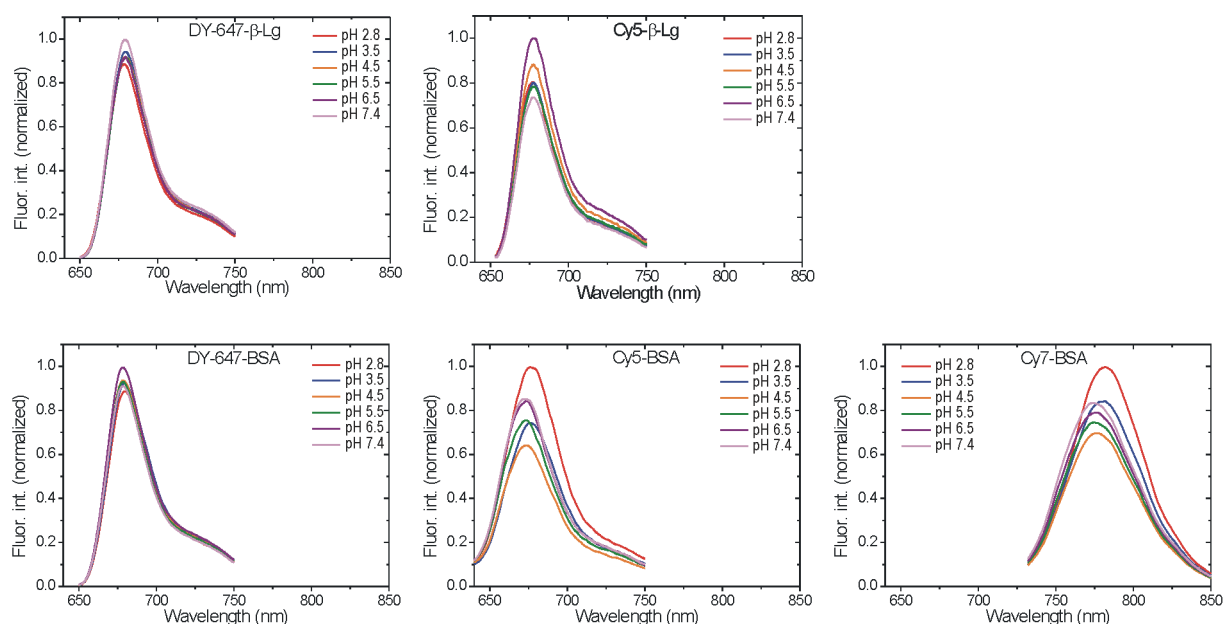 DY-647-β-Lg
Fluor. int. (normalized)
1.0
0.8
0.6
0.4
0.2
0.0
pH 2.8
pH 3.5
pH 4.5
pH 5.5
pH 6.5
pH 7.4
650 700 750 800 850
Wavelength (nm)
Cy5-β-Lg
Fluor. int. (normalized)
1.0
0.8
0.6
0.4
0.2
0.0
pH 2.8
pH 3.5
pH 4.5
pH 5.5
pH 6.5
pH 7.4
650 700 750 800 850
Wavelength (nm)
DY-647-BSA
Fluor. int. (normalized)
1.0
0.8
0.6
0.4
0.2
0.0
pH 2.8
pH 3.5
pH 4.5
pH 5.5
pH 6.5
pH 7.4
650 700 750 800 850
Wavelength (nm)
Cy5-BSA
Fluor. int. (normalized)
1.0
0.8
0.6
0.4
0.2
0.0
pH 2.8
pH 3.5
pH 4.5
pH 5.5
pH 6.5
pH 7.4
650 700 750 800 850
Wavelength (nm)
Cy7-BSA
Fluor. int. (normalized)
1.0
0.8
0.6
0.4
0.2
0.0
pH 2.8
pH 3.5
pH 4.5
pH 5.5
pH 6.5
pH 7.4
650 700 750 800 850
Wavelength (nm)